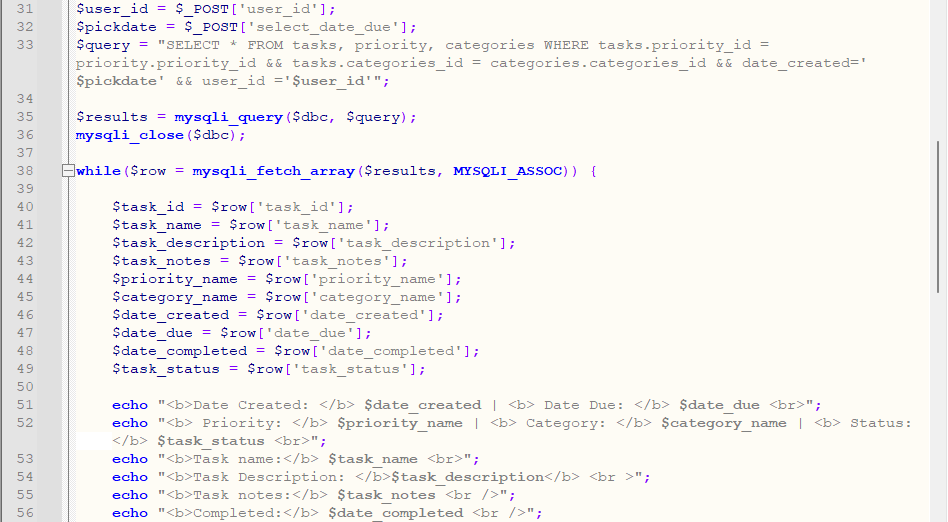 31 $user_id = $_POST['user_id'];
32 $pickdate = $_POST['select_date_due'];
33 $query = "SELECT * FROM tasks, priority, categories WHERE tasks.priority_id =
priority.priority_id && tasks.categories_id = categories.categories_id && date_created='
$pickdate' && user_id ='$user_id'";
34
35 $results = mysqli_query($dbc, $query);
36 mysqli_close($dbc);
37
38 while($row = mysqli_fetch_array($results, MYSQLI_ASSOC)) {
39
40 $task_id = $row['task_id'];
41 $task_name = $row['task_name'];
42 $task_description = $row['task_description'];
43 $task_notes = $row['task_notes'];
44 $priority_name = $row['priority_name'];
45 $category_name = $row['category_name'];
46 $date_created = $row['date_created'];
47 $date_due = $row['date_due'];
48 $date_completed = $row['date_completed'];
49 $task_status = $row['task_status'];
50
51 echo "<b>Date Created: </b> $date_created | <b> Date Due: </b> $date_due <br>";
52 echo "<b> Priority: </b> $priority_name | <b> Category: </b> $category_name | <b> Status:
</b> $task_status <br>";
53 echo "<b>Task name:</b> $task_name <br>";
54 echo "<b>Task Description: </b>$task_description</b> <br >";
55 echo "<b>Task notes:</b> $task_notes <br />";
56 echo "<b>Completed:</b> $date_completed <br />";